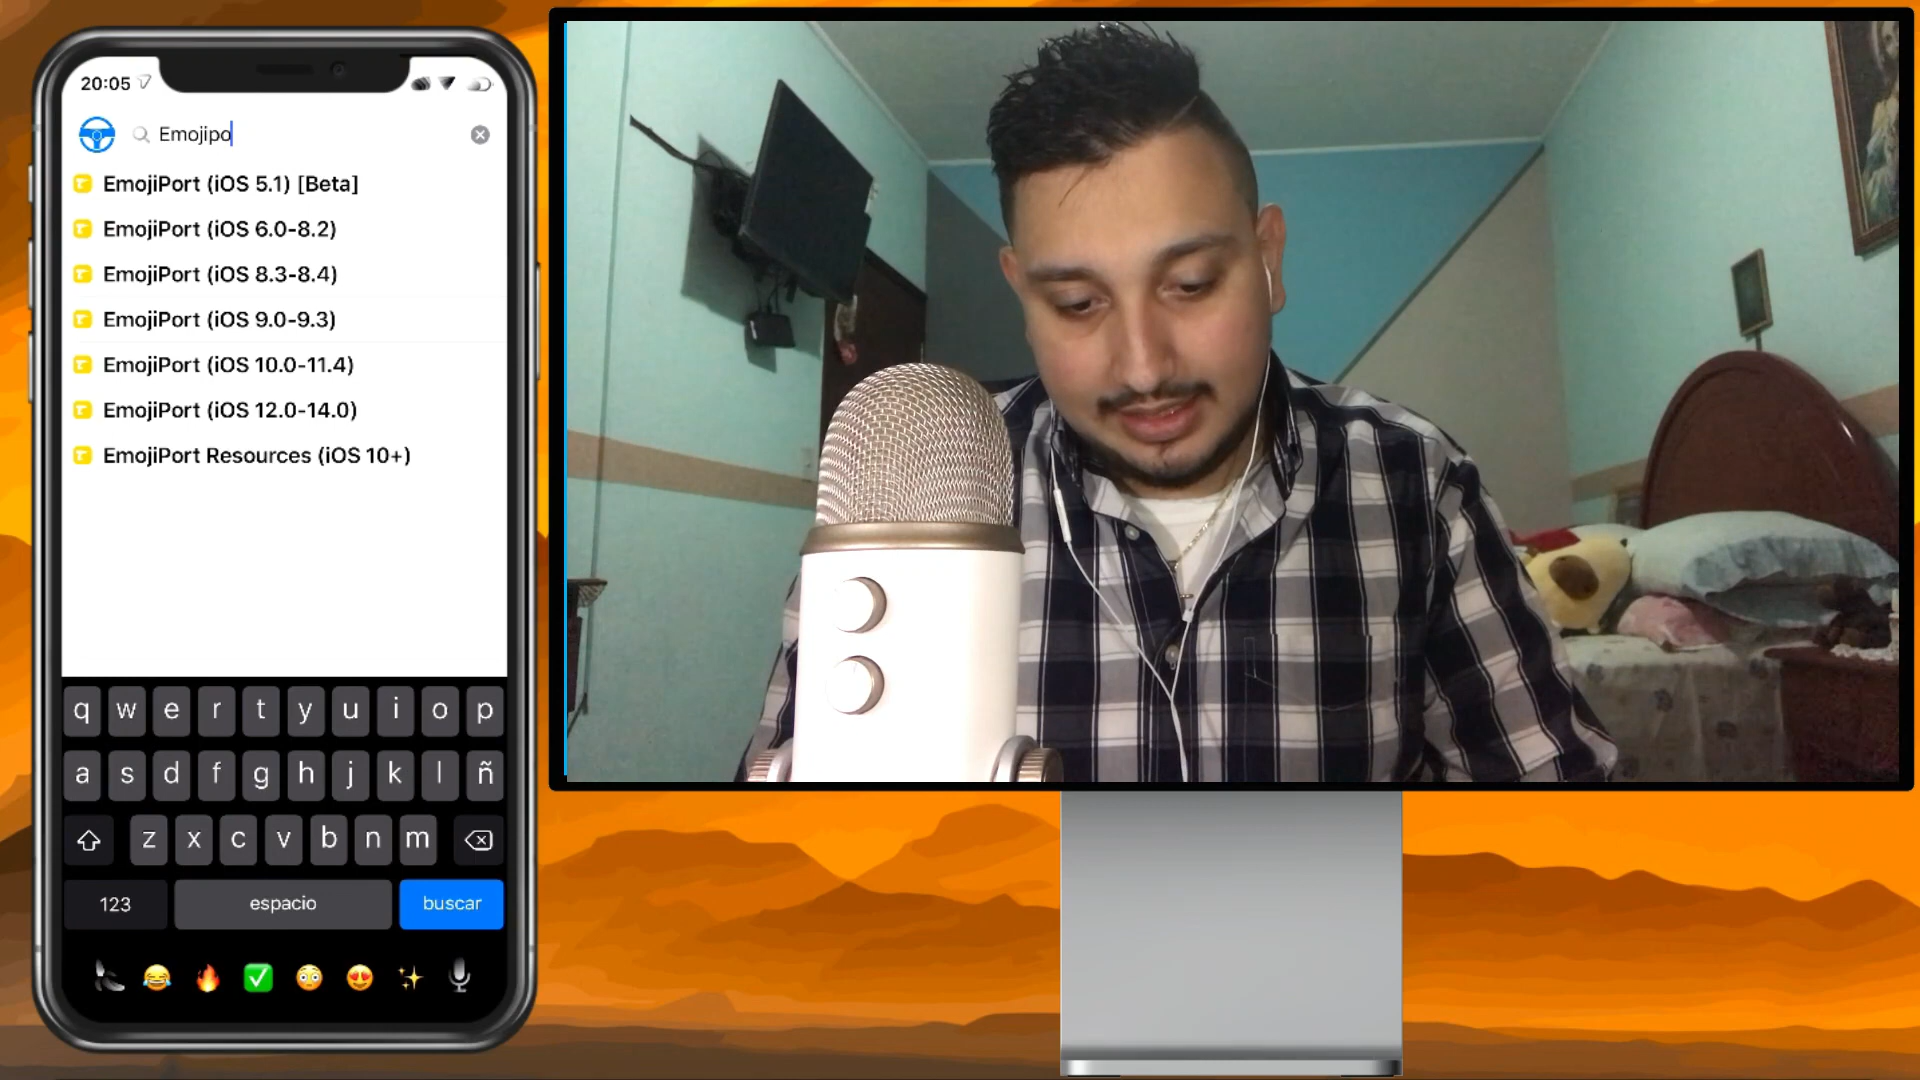 20:05
Emojipo
EmojiPort (iOS 5.1) [Beta]
EmojiPort (iOS 6.0-8.2)
EmojiPort (iOS 8.3-8.4)
EmojiPort (iOS 9.0-9.3)
EmojiPort (iOS 10.0-11.4)
EmojiPort (iOS 12.0-14.0)
EmojiPort Resources (iOS 10+)
q w e r t y u i o p
a s d f g h j k l ñ
z x c v b n m
123 espacio buscar